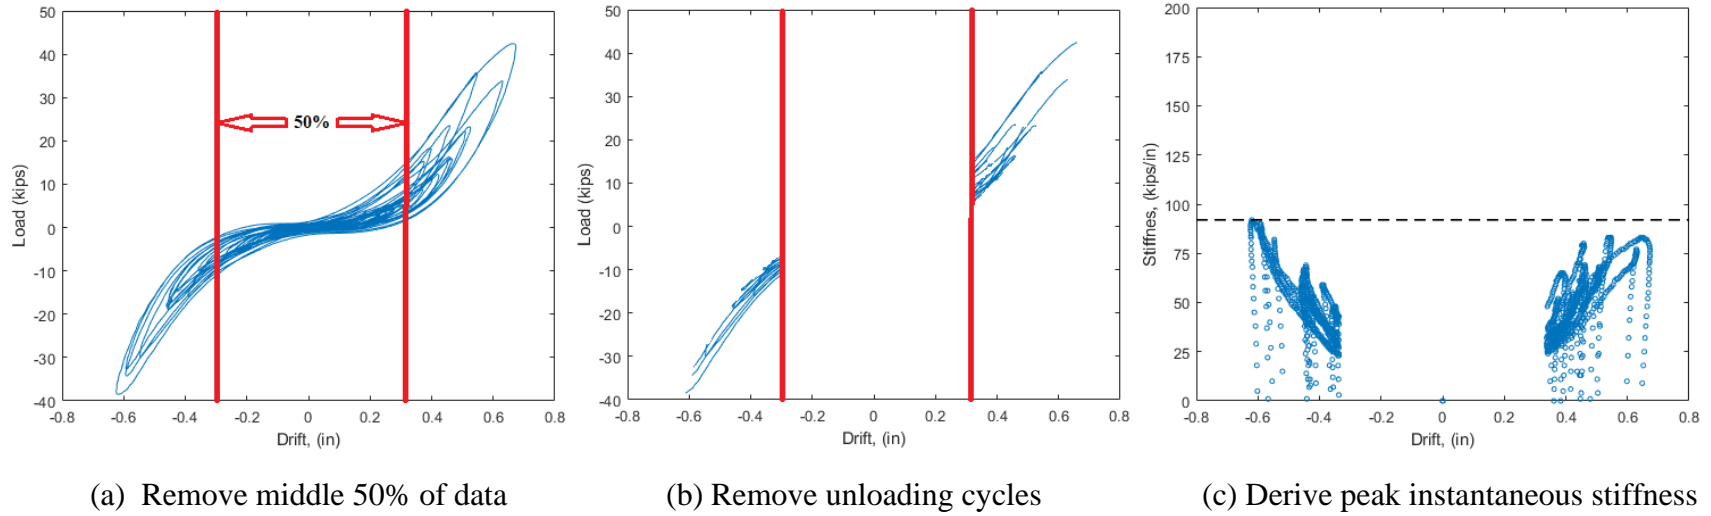 50
40
30
20
10
0
-10
-20
-30
-40
Load (kips)
50%
-0.8 -0.6 -0.4 -0.2 0 0.2 0.4 0.6 0.8
Drift, (in)
50
40
30
20
10
0
-10
-20
-30
-40
Load (kips)
-0.8 -0.6 -0.4 -0.2 0 0.2 0.4 0.6 0.8
Drift, (in)
200
175
150
125
100
75
50
25
0
Stiffnes, (kips/in)
-0.8 -0.6 -0.4 -0.2 0 0.2 0.4 0.6 0.8
Drift, (in)
(a) Remove middle 50% of data
(b) Remove unloading cycles
(c) Derive peak instantaneous stiffness